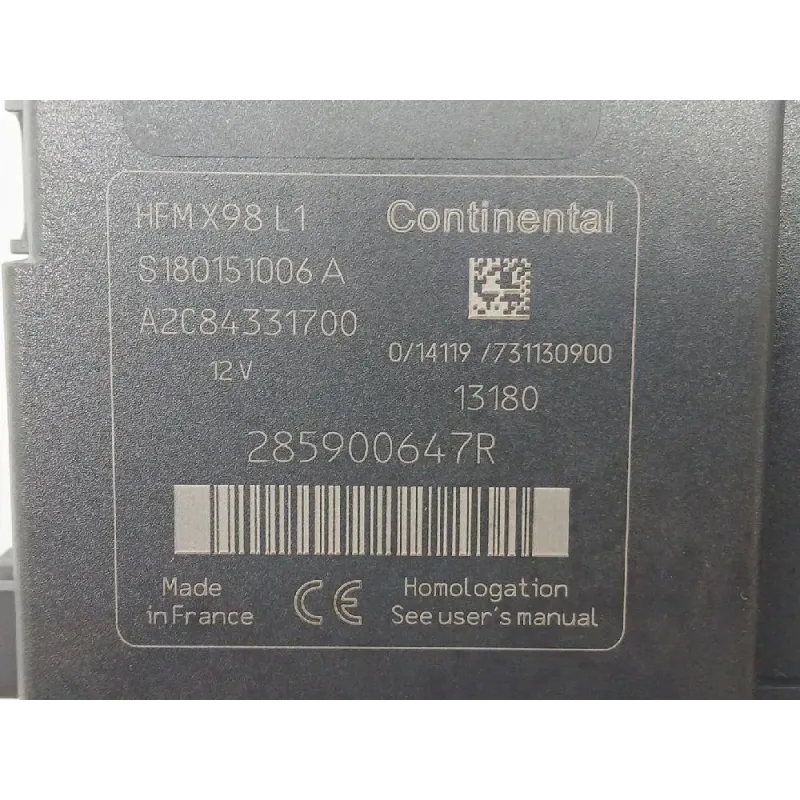 HFM X98 L1
Continental
S180151006 A
A2C84331700
0/14119 /731130900
12 V
13180
285900647R
Made
in France
CE
Homologation
See user's manual